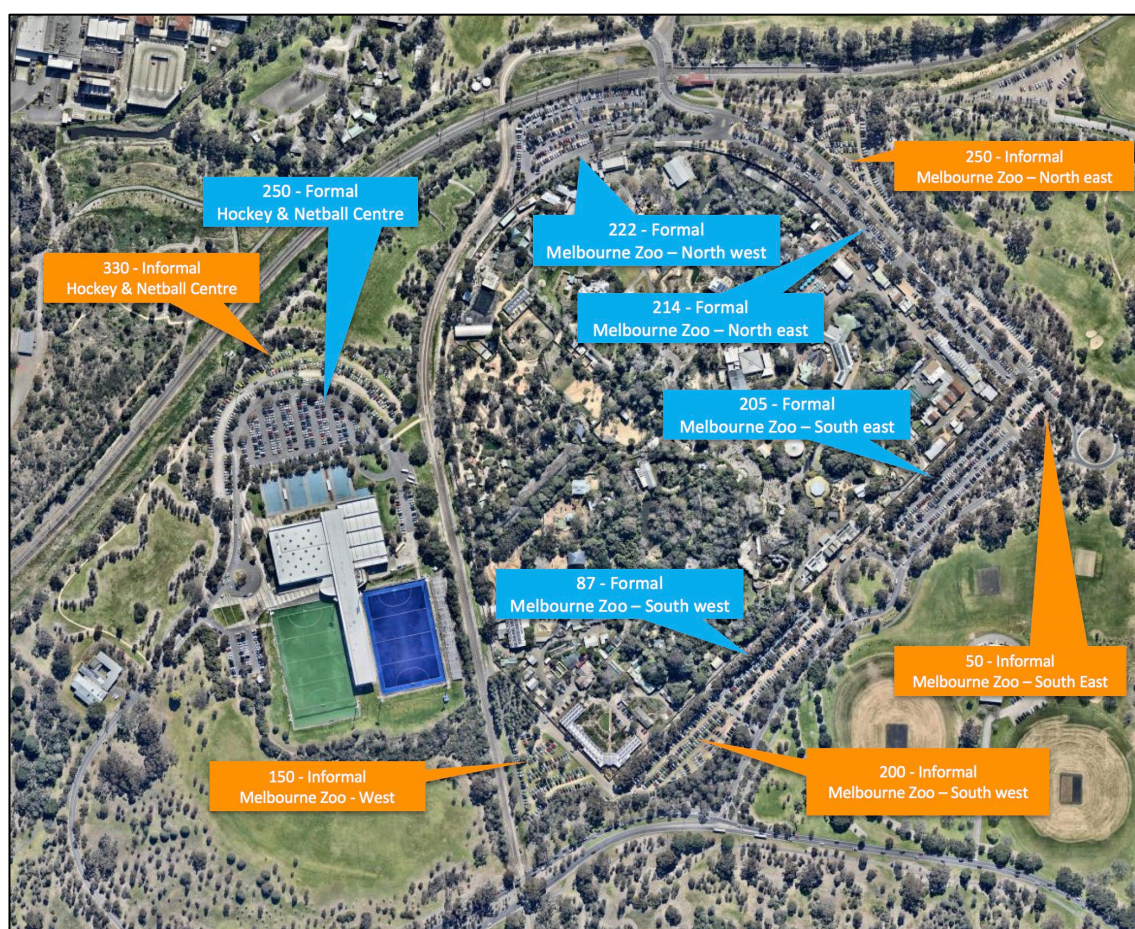 250 - Informal
Melbourne Zoo – North east
250 - Formal
Hockey & Netball Centre
222 - Formal
Melbourne Zoo – North west
330 - Informal
Hockey & Netball Centre
214 - Formal
Melbourne Zoo – North east
205 - Formal
Melbourne Zoo – South east
87 - Formal
Melbourne Zoo – South west
50 - Informal
Melbourne Zoo – South East
150 - Informal
Melbourne Zoo - West
200 - Informal
Melbourne Zoo – South west